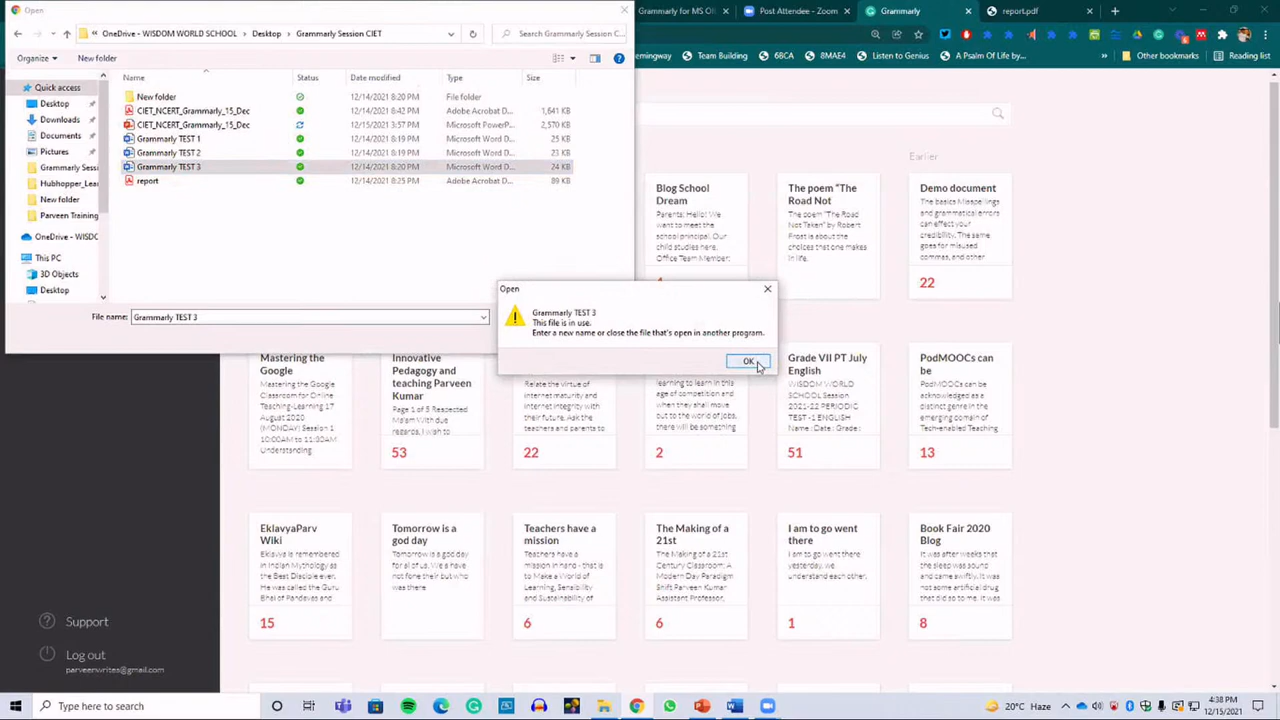 Open
Grammarly for MS Ol
Post Attendee - Zoom
Grammarly
report.pdf
OneDrive - WISDOM WORLD SCHOOL
Desktop
Grammarly Session CIET
Search Grammarly Session C...
emingway
Team Building
68CA
8MAE4
Listen to Genius
A Psalm Of Life by...
Other bookmarks
Reading list
Organize
New folder
Name
Status
Date modified
Type
Size
Quick access
Desktop
Downloads
Documents
Pictures
Grammarly Sessi
Hubhopper_Lea
New folder
Parveen Training
OneDrive - WISDC
This PC
3D Objects
Desktop
New folder
12/14/2021 8:20 PM
File folder
CIET_NCERT_Grammarly_15_Dec
12/14/2021 8:42 PM
Adobe Acrobat D...
1,641 KB
CIET_NCERT_Grammarly_15_Dec
12/15/2021 3:57 PM
Microsoft PowerP...
2,570 KB
Grammarly TEST 1
12/14/2021 8:19 PM
Microsoft Word D...
25 KB
Grammarly TEST 2
12/14/2021 8:19 PM
Microsoft Word D...
23 KB
Grammarly TEST 3
12/14/2021 8:20 PM
Microsoft Word D...
24 KB
report
12/14/2021 8:25 PM
Adobe Acrobat D...
89 KB
File name:
Grammarly TEST 3
Open
Grammarly TEST 3
This file is in use.
Enter a new name or close the file that's open in another program.
OK
Earlier
Blog School
Dream
Parents: Hello! We
want to meet the
school principal. Our
child studies here.
Office Team Member:
The poem “The
Road Not
The poem "The
Road Not Taken" by Robert
Frost is about the
choices that one makes
in life.
Demo document
The basics Misspellings
and grammatical errors
can effect your
credibility. The same
goes for misused
commas, and other
22
Mastering the
Google
Mastering the Google
Classroom for Online
Teaching-Learning 17
August 2020
(MONDAY) Session 1
10:00AM to 11:30AM
Understanding
Innovative
Pedagogy and
teaching Parveen
Kumar
Page 1 of 5 Respected
Ma'am With due
regards, I wish to
53
Relate the virtue of
internet maturity and
internet integrity with
their future. Ask the
teachers and parents to
22
learning to learn in this
age of competition and
when they shall move
out to the world of jobs,
there will be something
2
Grade VII PT July
English
WISDOM WORLD
SCHOOL Session
2021-22 PERIODIC
TEST -1 ENGLISH
Name : Date : Grade :
51
PodMOOCs can
be
PodMOOCs can be
acknowledged as a
distinct genre in the
emerging domain of
Tech-enabled Teaching
13
EklavyaParv
Wiki
Eklavya is remembered
in Indian Mythology as
the Best Disciple ever.
He was called the Guru
Bhai of Pandavas and
15
Tomorrow is a
god day
Tomorrow is a god day
for all of us. We have
not fone their but who
was there
Teachers have a
mission
Teachers have a
mission in hand - that is
to Make a World of
Learning, Sensibility
and Sustainability of
6
The Making of a
21st
The Making of a 21st
Century Classroom: A
Modern Day Paradigm
Shift Parveen Kumar
Assistant Professor,
6
I am to go went
there
I am to go went there
yesterday, we
understand each other.
1
Book Fair 2020
Blog
It was after weeks that
the sleep was sound
and came swiftly. It was
not some artificial drug
that did so to me. It was
8
Support
Log out
parveenwrites@gmail.com
Type here to search
20°C Haze
4:38 PM
12/15/2021